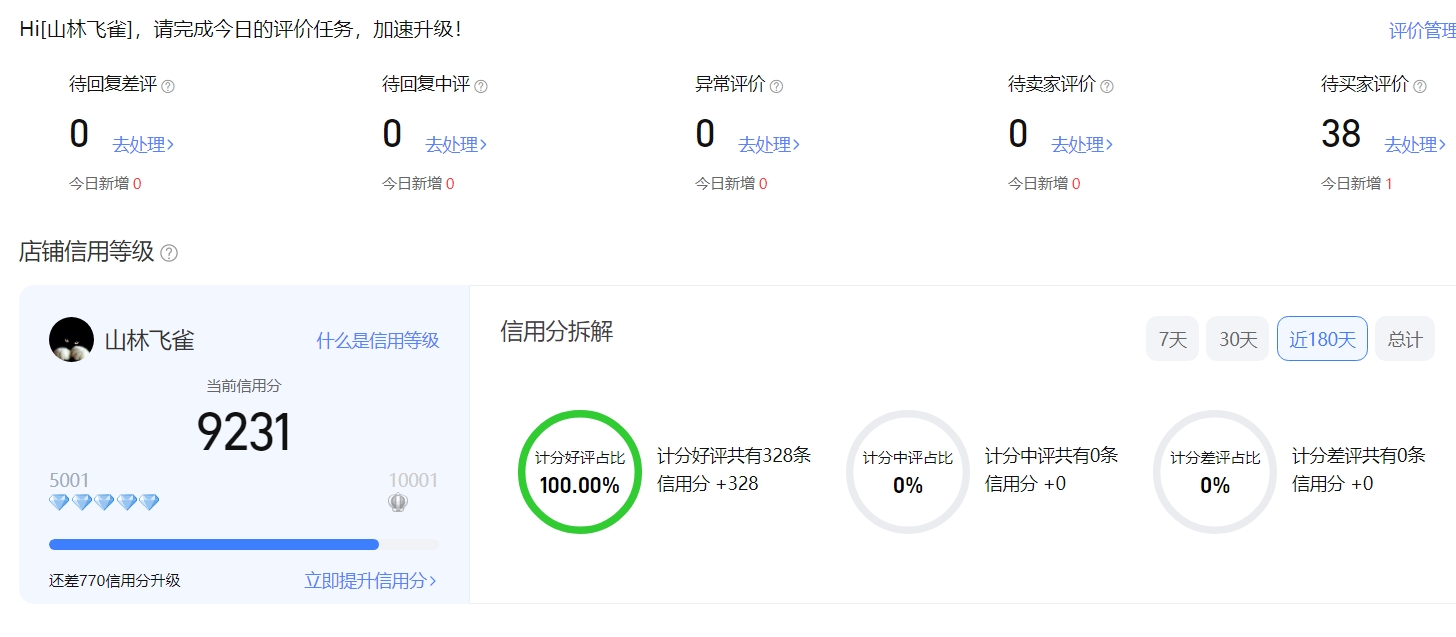 Hi[山林飞雀]，请完成今日的评价任务，加速升级！
评价管理
待回复差评 待回复中评 异常评价 待卖家评价 待买家评价
0 去处理> 0 去处理> 0 去处理> 0 去处理> 38 去处理>
今日新增 0 今日新增 0 今日新增 0 今日新增 0 今日新增 1
店铺信用等级
山林飞雀 什么是信用等级
当前信用分
9231
5001 10001
还差770信用分升级 立即提升信用分>
信用分拆解 7天 30天 近180天 总计
计分好评占比
100.00%
计分好评共有328条
信用分 +328
计分中评占比
0%
计分中评共有0条
信用分 +0
计分差评占比
0%
计分差评共有0条
信用分 +0